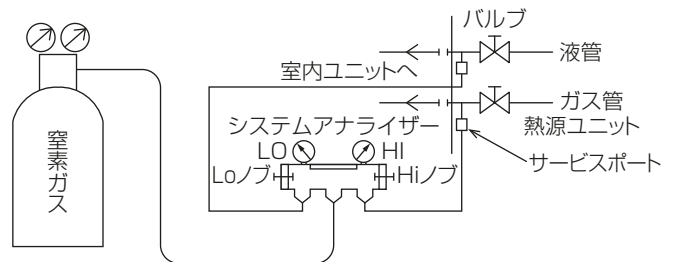 バルブ
液管
室内ユニットへ
ガス管
システムアナライザー
熱源ユニット
LO
HI
サービスポート
Loノブ
Hiノブ
窒素ガス